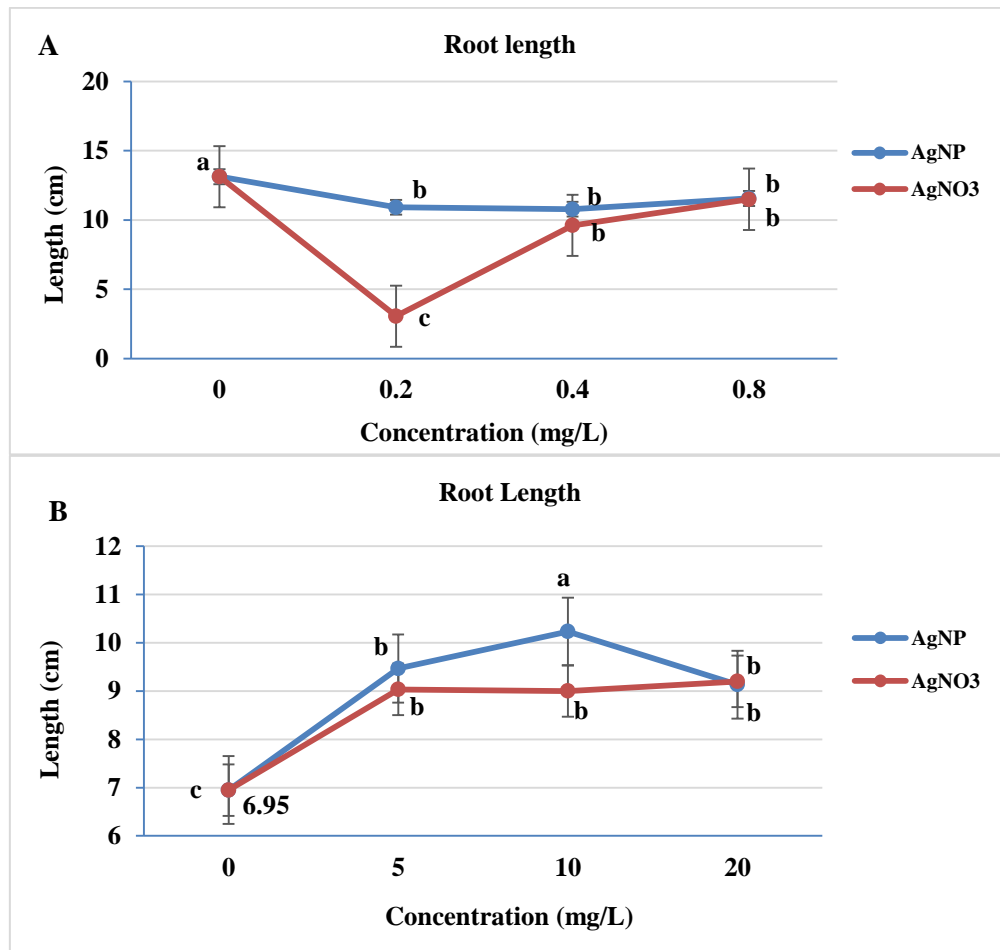 A
Root length
20
15
10
5
0
Length (cm)
a
b
b
b
b
b
c
AgNP
AgNO3
0 0.2 0.4 0.8
Concentration (mg/L)
B
Root Length
12
11
10
9
8
7
6
Length (cm)
a
b
b
b
b
b
c
6.95
AgNP
AgNO3
0 5 10 20
Concentration (mg/L)